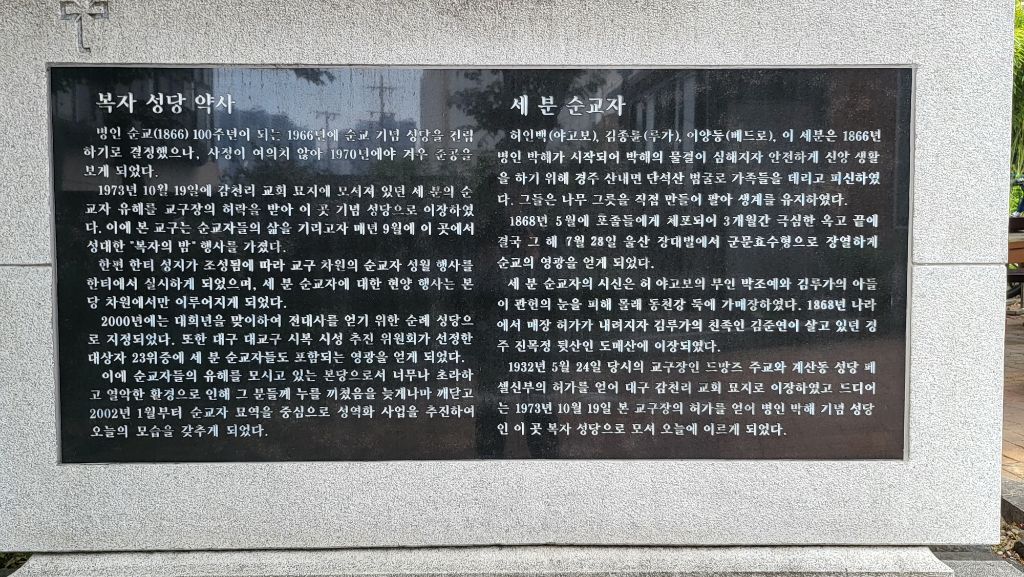 복자 성당 약사
병인 순교(1866) 100주년이 되는 1966년에 순교 기념 성당을 건립
하기로 결정했으나, 사정이 여의치 않아 1970년에야 겨우 준공을
보게 되었다.
1973년 10월 19일에 감천리 교회 묘지에 모셔져 있던 세 분의 순
교자 유해를 교구장의 허락을 받아 이 곳 기념 성당으로 이장하였
다. 이에 본 교구는 순교자들의 삶을 기리고자 매년 9월에 이 곳에서
성대한 "복자의 밤" 행사를 가졌다.
한편 한티 성지가 조성됨에 따라 교구 차원의 순교자 성월 행사를
한티에서 실시하게 되었으며, 세 분 순교자에 대한 현양 행사는 본
당 차원에서만 이루어지게 되었다.
2000년에는 대희년을 맞이하여 전대사를 얻기 위한 순례 성당으
로 지정되었다. 또한 대구 대교구 시복 시성 추진 위원회가 선정한
대상자 23위중에 세 분 순교자들도 포함되는 영광을 얻게 되었다.
이에 순교자들의 유해를 모시고 있는 본당으로서 너무나 초라하
고 열악한 환경으로 인해 그 분들께 누를 끼쳤음을 늦게나마 깨닫고
2002년 1월부터 순교자 묘역을 중심으로 성역화 사업을 추진하여
오늘의 모습을 갖추게 되었다.
세 분 순교자
허인백(야고보), 김종륜(루가), 이양등(베드로), 이 세분은 1866년
병인 박해가 시작되어 박해의 물결이 심해지자 안전하게 신앙 생활
을 하기 위해 경주 산내면 단석산 범굴로 가족들을 데리고 피신하였
다. 그들은 나무 그릇을 직접 만들어 팔아 생계를 유지하였다.
1868년 5월에 포졸들에게 체포되어 3개월간 극심한 옥고 끝에
결국 그 해 7월 28일 울산 장대벌에서 군문효수형으로 장열하게
순교의 영광을 얻게 되었다.
세 분 순교자의 시신은 허 야고보의 부인 박조예와 김루가의 아들
이 관헌의 눈을 피해 몰래 동천강 둑에 가매장하였다. 1868년 나라
에서 매장 허가가 내려지자 김루가의 친족인 김준연이 살고 있던 경
주 진목정 뒷산인 도매산에 이장되었다.
1932년 5월 24일 당시의 교구장인 드망즈 주교와 계산동 성당 페
셀신부의 허가를 얻어 대구 감천리 교회 묘지로 이장하였고 드디어
는 1973년 10월 19일 본 교구장의 허가를 얻어 병인 박해 기념 성당
인 이 곳 복자 성당으로 모셔 오늘에 이르게 되었다.